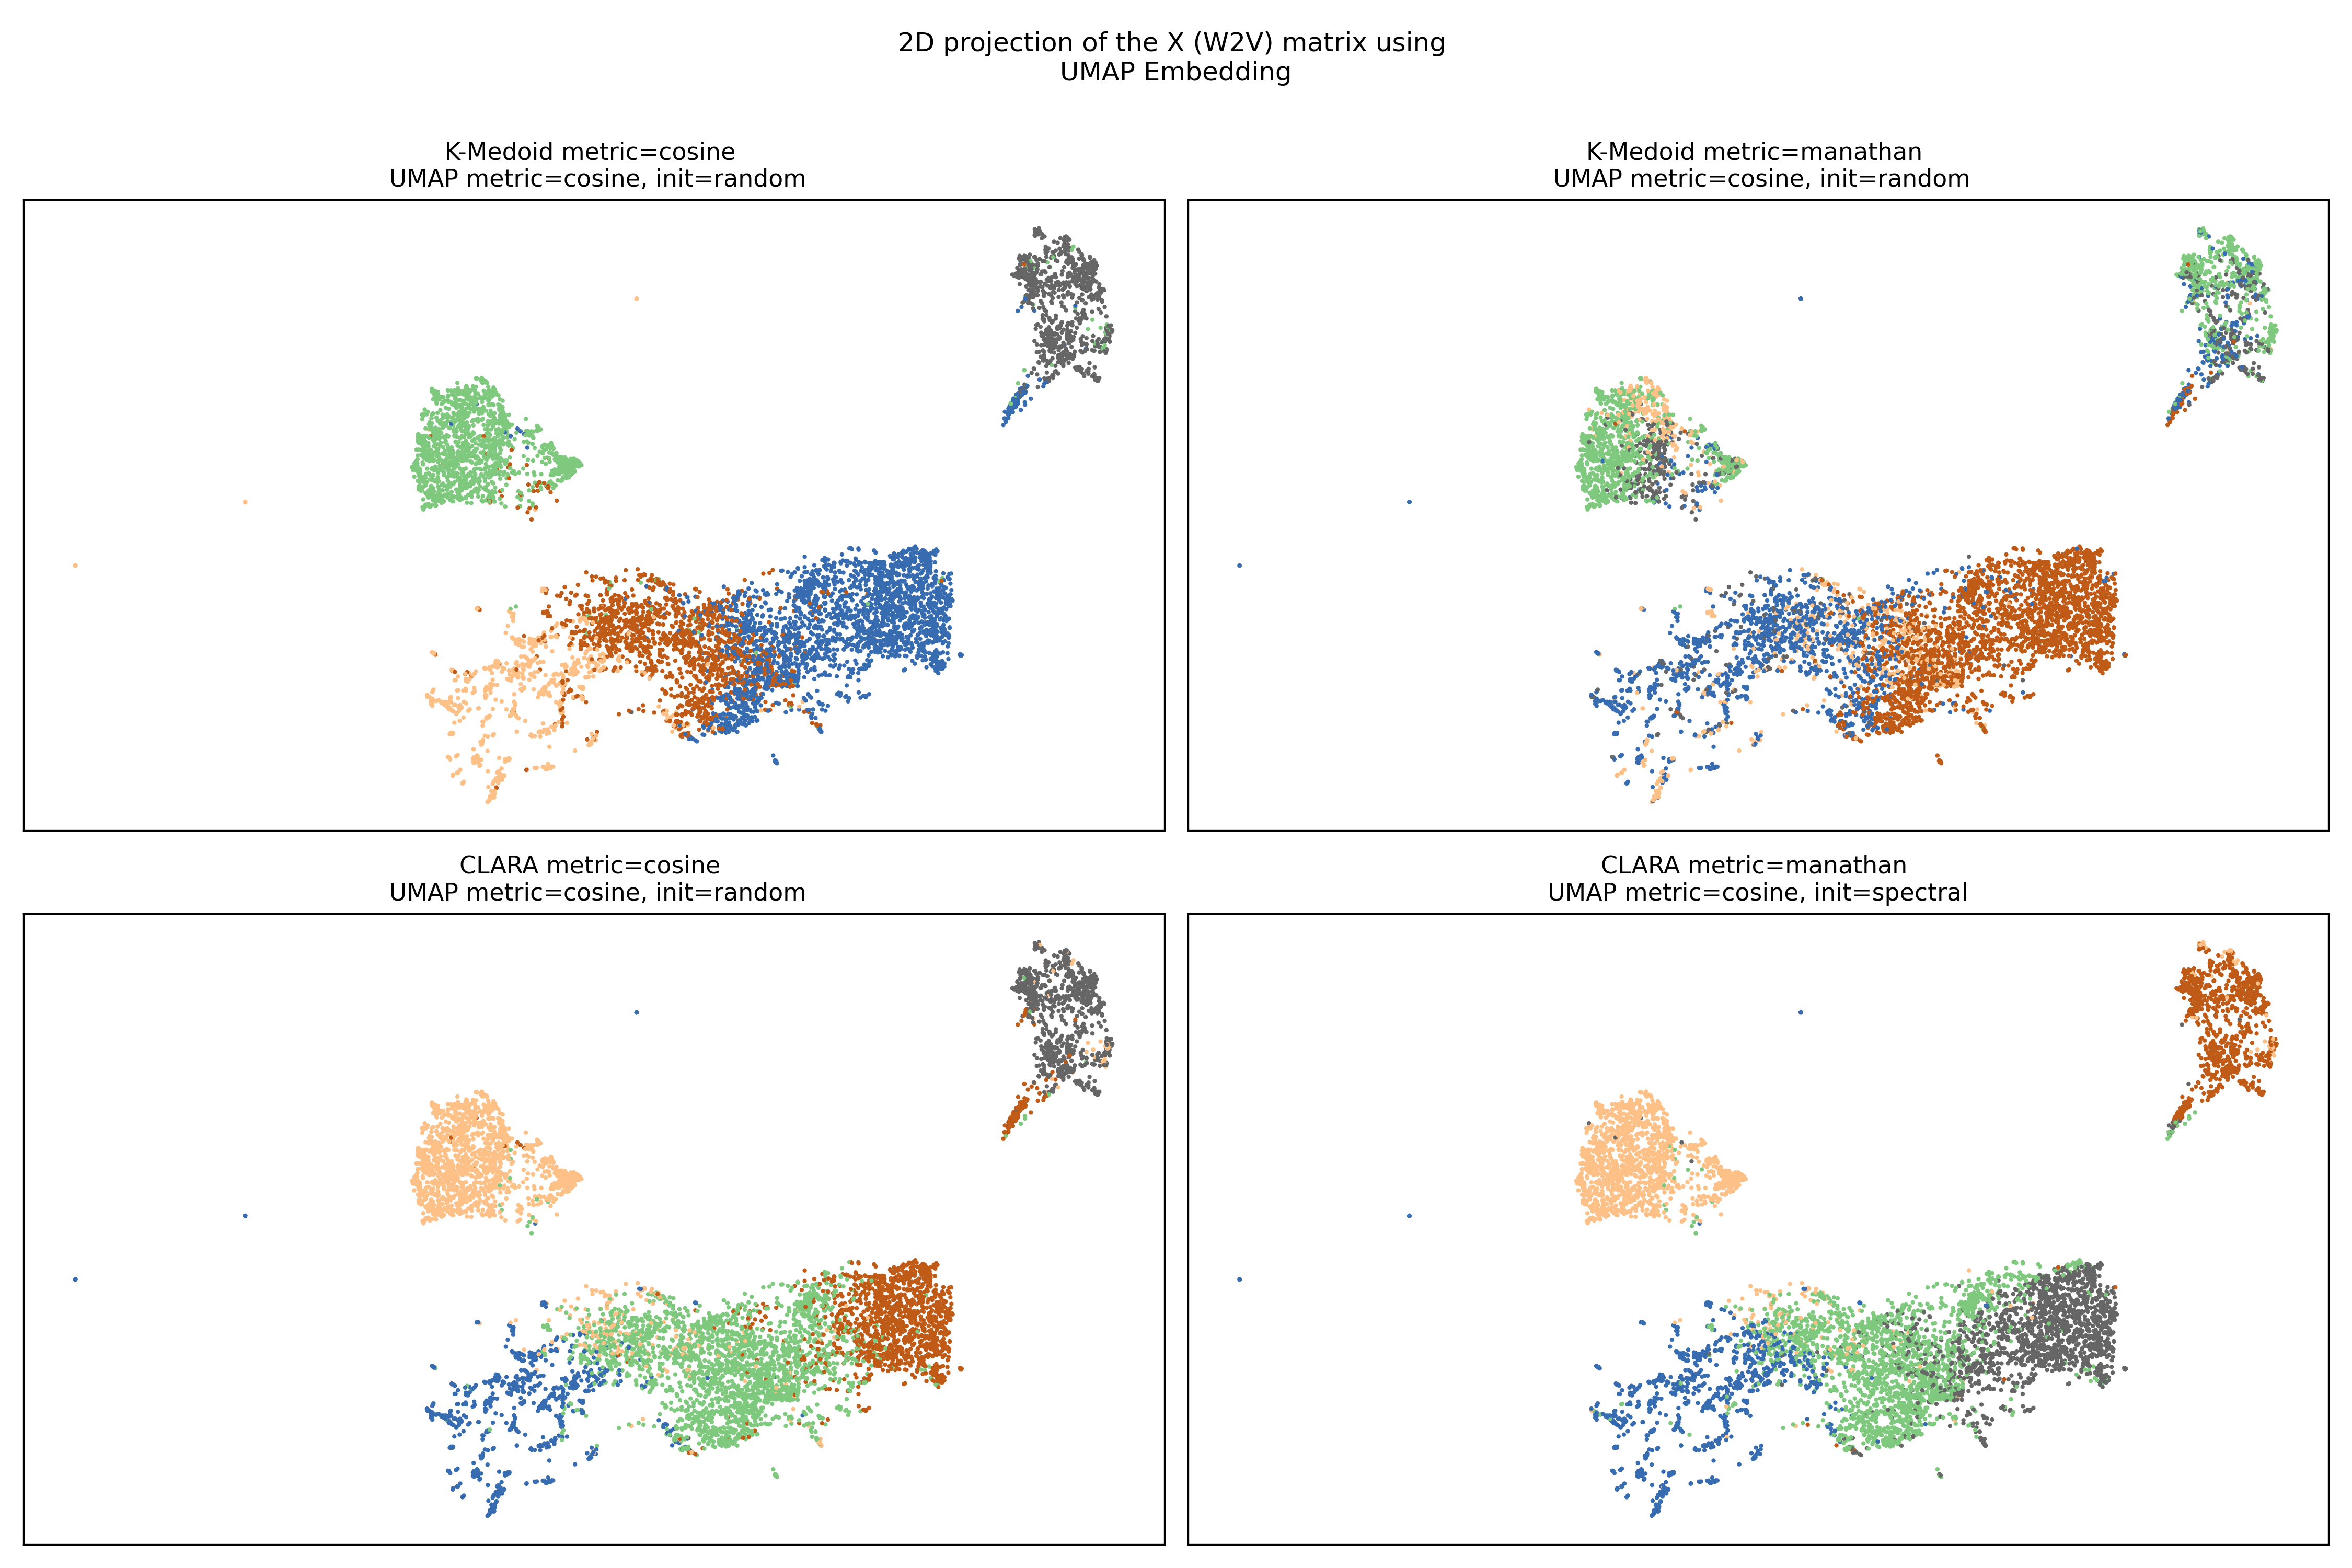 2D projection of the X (W2V) matrix using
UMAP Embedding
K-Medoid metric=cosine
UMAP metric=cosine, init=random
K-Medoid metric=manathan
UMAP metric=cosine, init=random
CLARA metric=cosine
UMAP metric=cosine, init=random
CLARA metric=manathan
UMAP metric=cosine, init=spectral